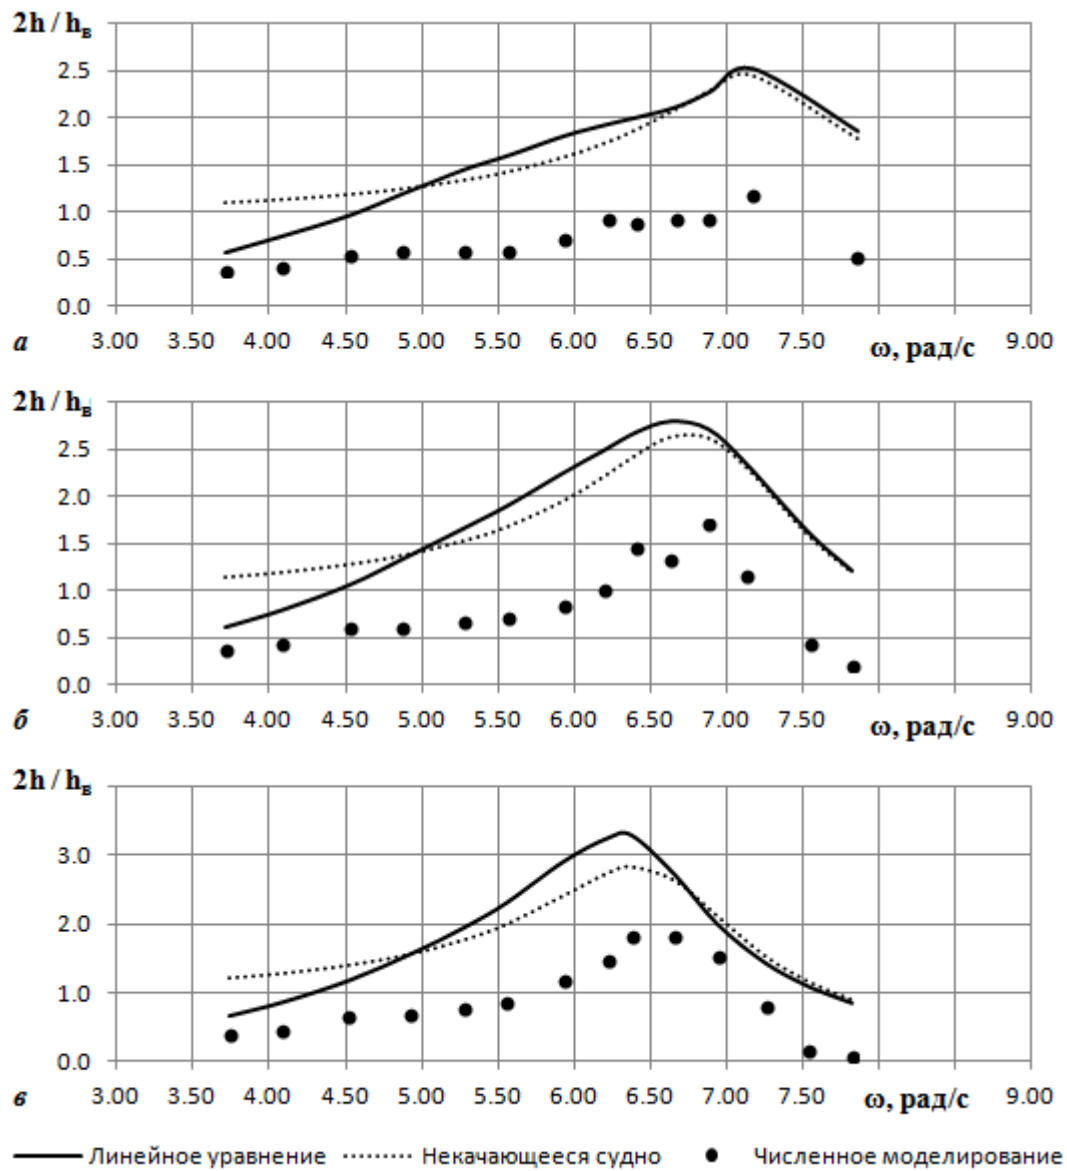 2h / hв
2.5
2.0
1.5
1.0
0.5
0.0
а 3.00 3.50 4.00 4.50 5.00 5.50 6.00 6.50 7.00 7.50 ω, рад/с 9.00
2h / hв
2.5
2.0
1.5
1.0
0.5
0.0
б 3.00 3.50 4.00 4.50 5.00 5.50 6.00 6.50 7.00 7.50 ω, рад/с 9.00
2h / hв
3.0
2.0
1.0
0.0
в 3.00 3.50 4.00 4.50 5.00 5.50 6.00 6.50 7.00 7.50 ω, рад/с 9.00
Линейное уравнение Некачающееся судно Численное моделирование